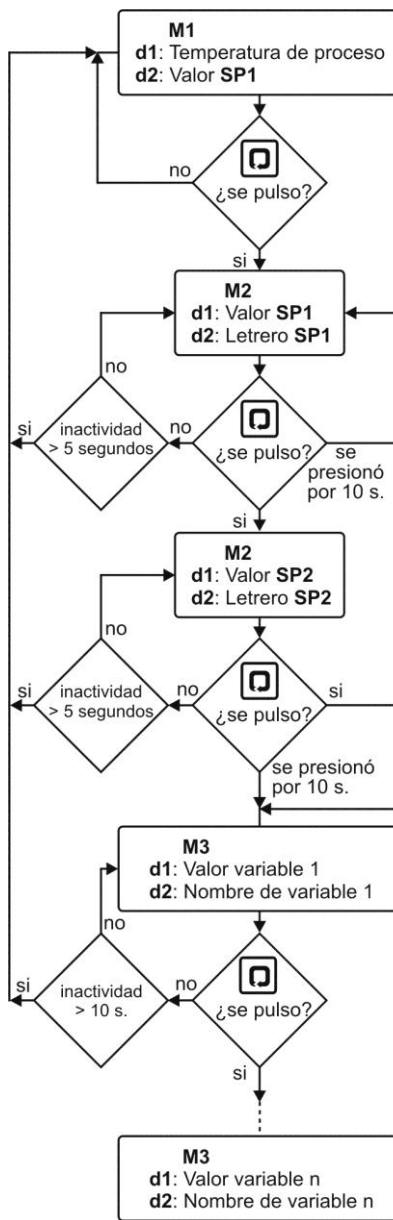 M1
d1: Temperatura de proceso
d2: Valor SP1
no
¿se pulso?
si
M2
d1: Valor SP1
d2: Letrero SP1
no
si
inactividad
> 5 segundos
no
¿se pulso?
se
presionó
por 10 s.
si
M2
d1: Valor SP2
d2: Letrero SP2
no
si
inactividad
> 5 segundos
no
¿se pulso?
si
se presionó
por 10 s.
M3
d1: Valor variable 1
d2: Nombre de variable 1
no
si
inactividad
> 10 s.
no
¿se pulso?
si
M3
d1: Valor variable n
d2: Nombre de variable n